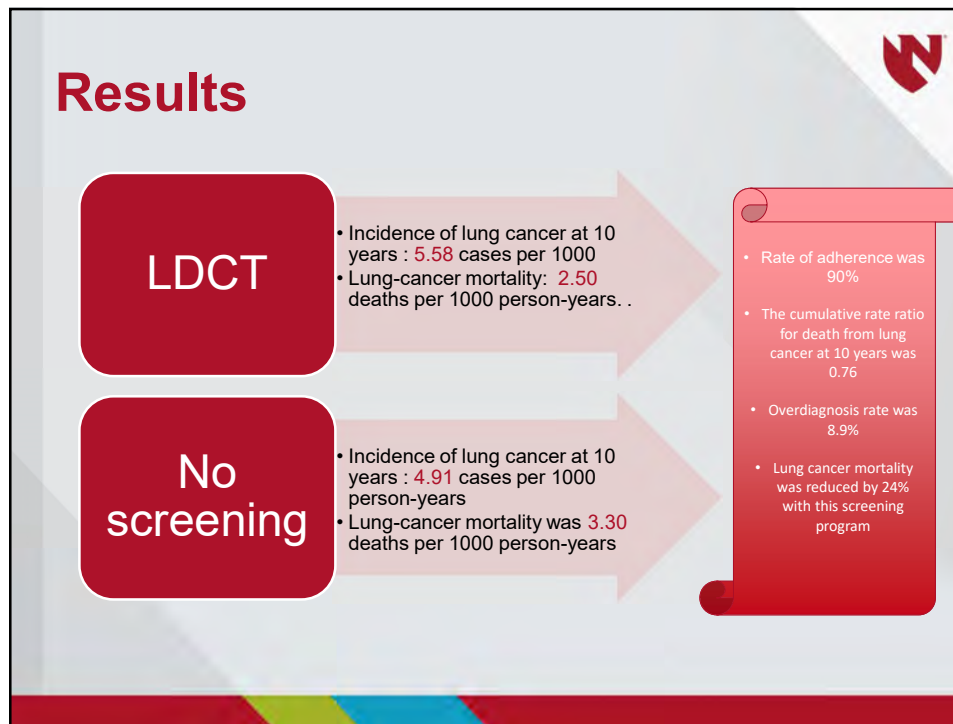 Results
LDCT
• Incidence of lung cancer at 10
years : 5.58 cases per 1000
• Lung-cancer mortality: 2.50
deaths per 1000 person-years. .
No
screening
• Incidence of lung cancer at 10
years : 4.91 cases per 1000
person-years
• Lung-cancer mortality was 3.30
deaths per 1000 person-years
• Rate of adherence was
90%
• The cumulative rate ratio
for death from lung
cancer at 10 years was
0.76
• Overdiagnosis rate was
8.9%
• Lung cancer mortality
was reduced by 24%
with this screening
program
N